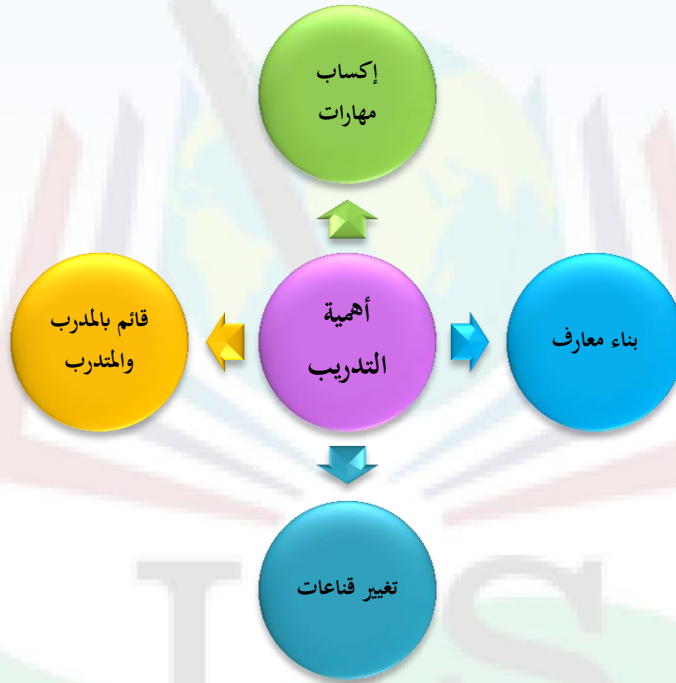 إكساب
مهارات
أهمية
التدريب
بناء معارف
قائم بالمدرب
والمتدرب
تغيير قناعات